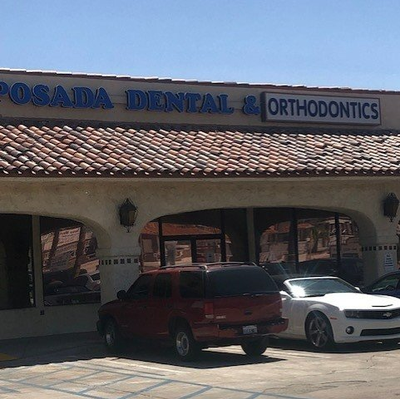 POSADA DENTAL & ORTHODONTICS